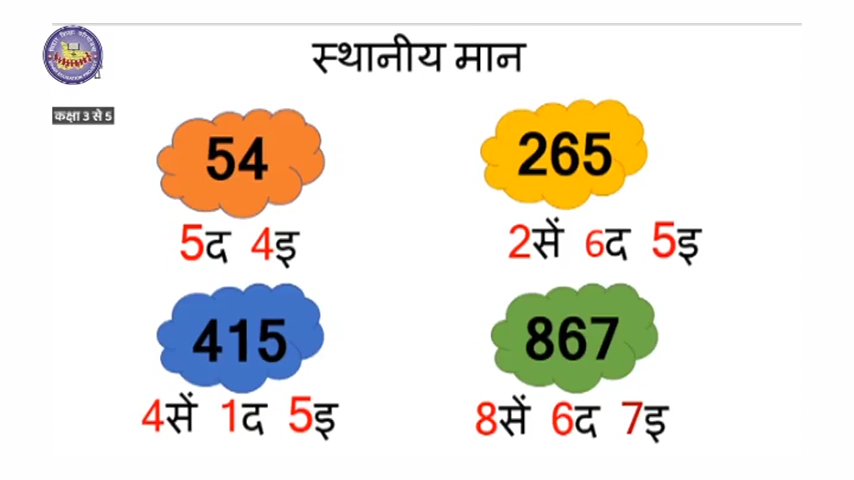 स्थानीय मान
कक्षा 3 से 5
54
265
5द 4इ
2सें 6द 5इ
415
867
4सें 1द 5इ
8सें 6द 7इ